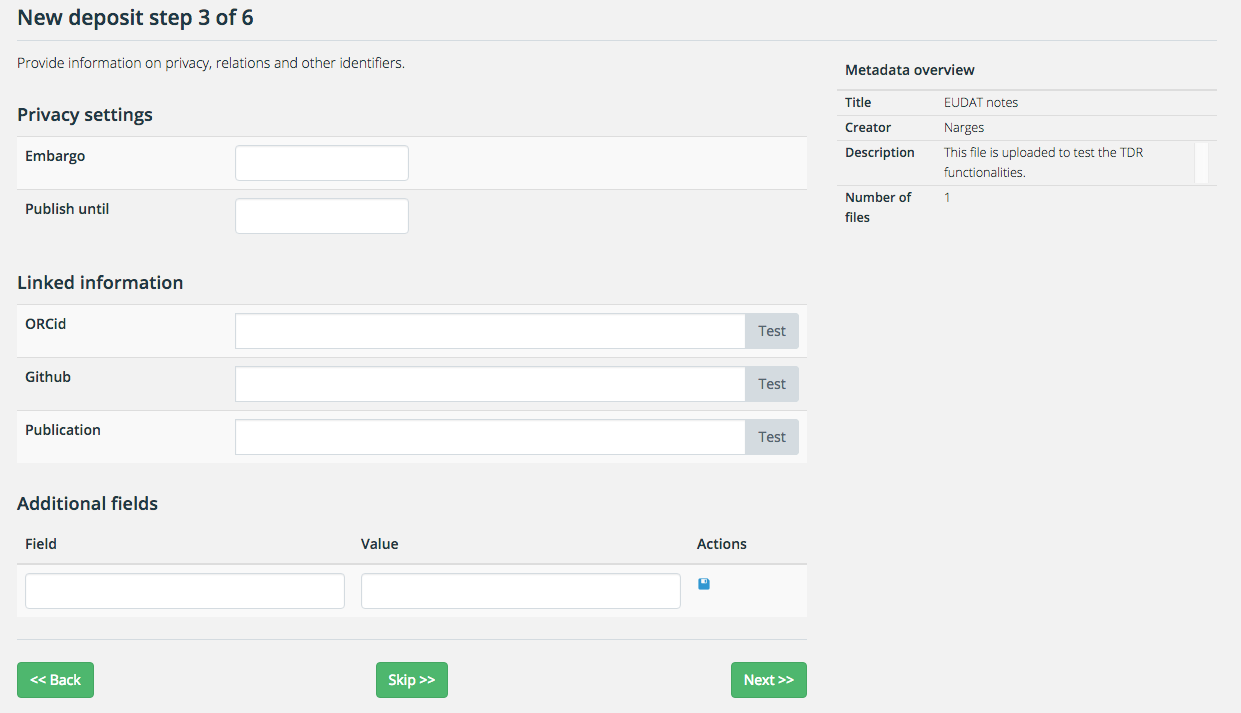 New deposit step 3 of 6
Provide information on privacy, relations and other identifiers.
Privacy settings
Embargo
Publish until
Linked information
ORCid
Test
Github
Test
Publication
Test
Additional fields
Field Value Actions
<< Back Skip >> Next >>
Metadata overview
Title EUDAT notes
Creator Narges
Description This file is uploaded to test the TDR
functionalities.
Number of 1
files